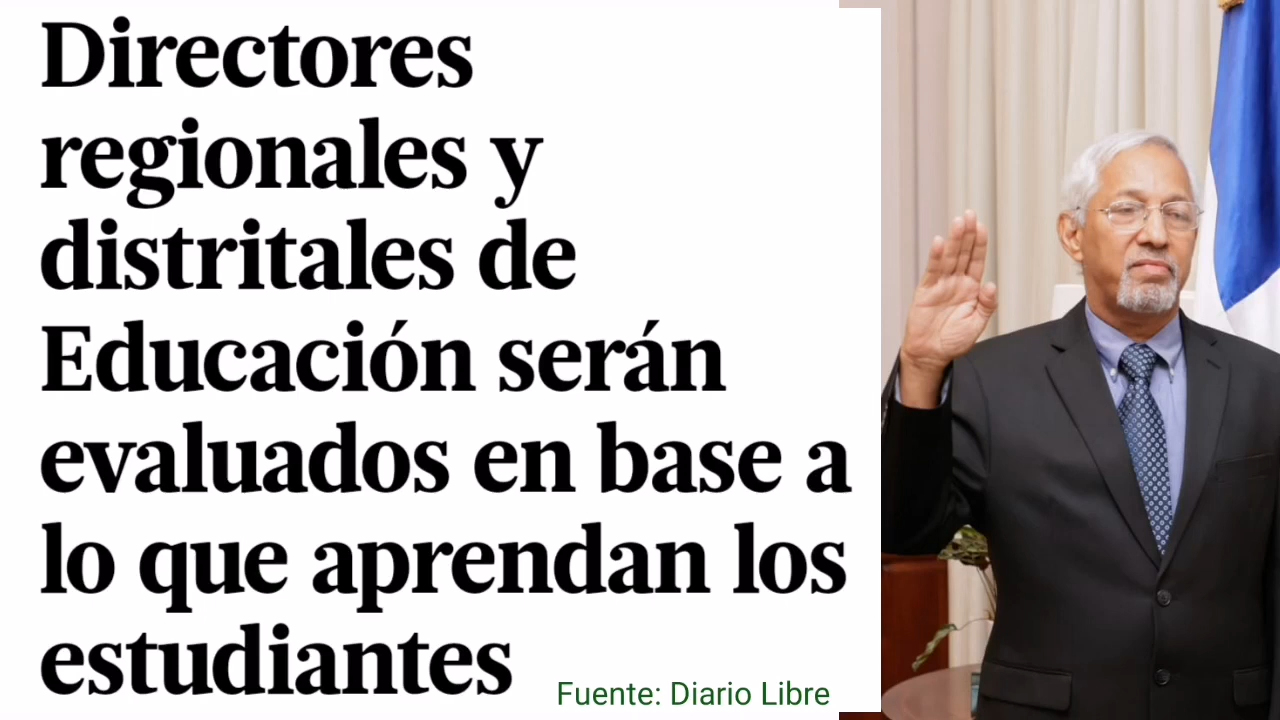 Directores
regionales y
distritales de
Educación serán
evaluados en base a
lo que aprendan los
estudiantes
Fuente: Diario Libre